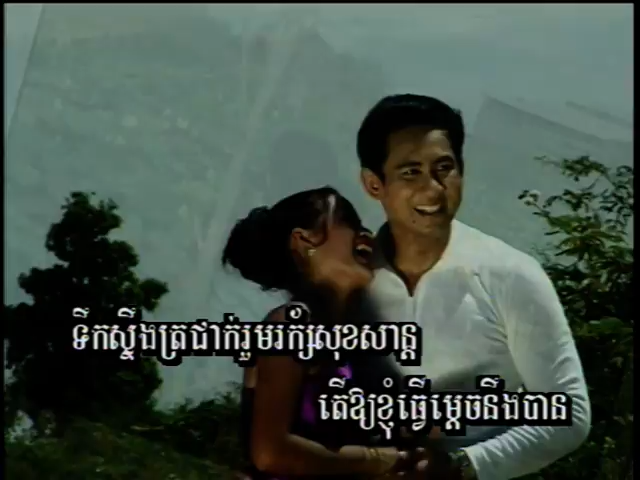 ទឹកស្ទឹងត្រជាក់រួមរក្ស័សុខសាន្ត
តើឱ្យខ្ញុំធ្វើម្ដេចនឹងបាន